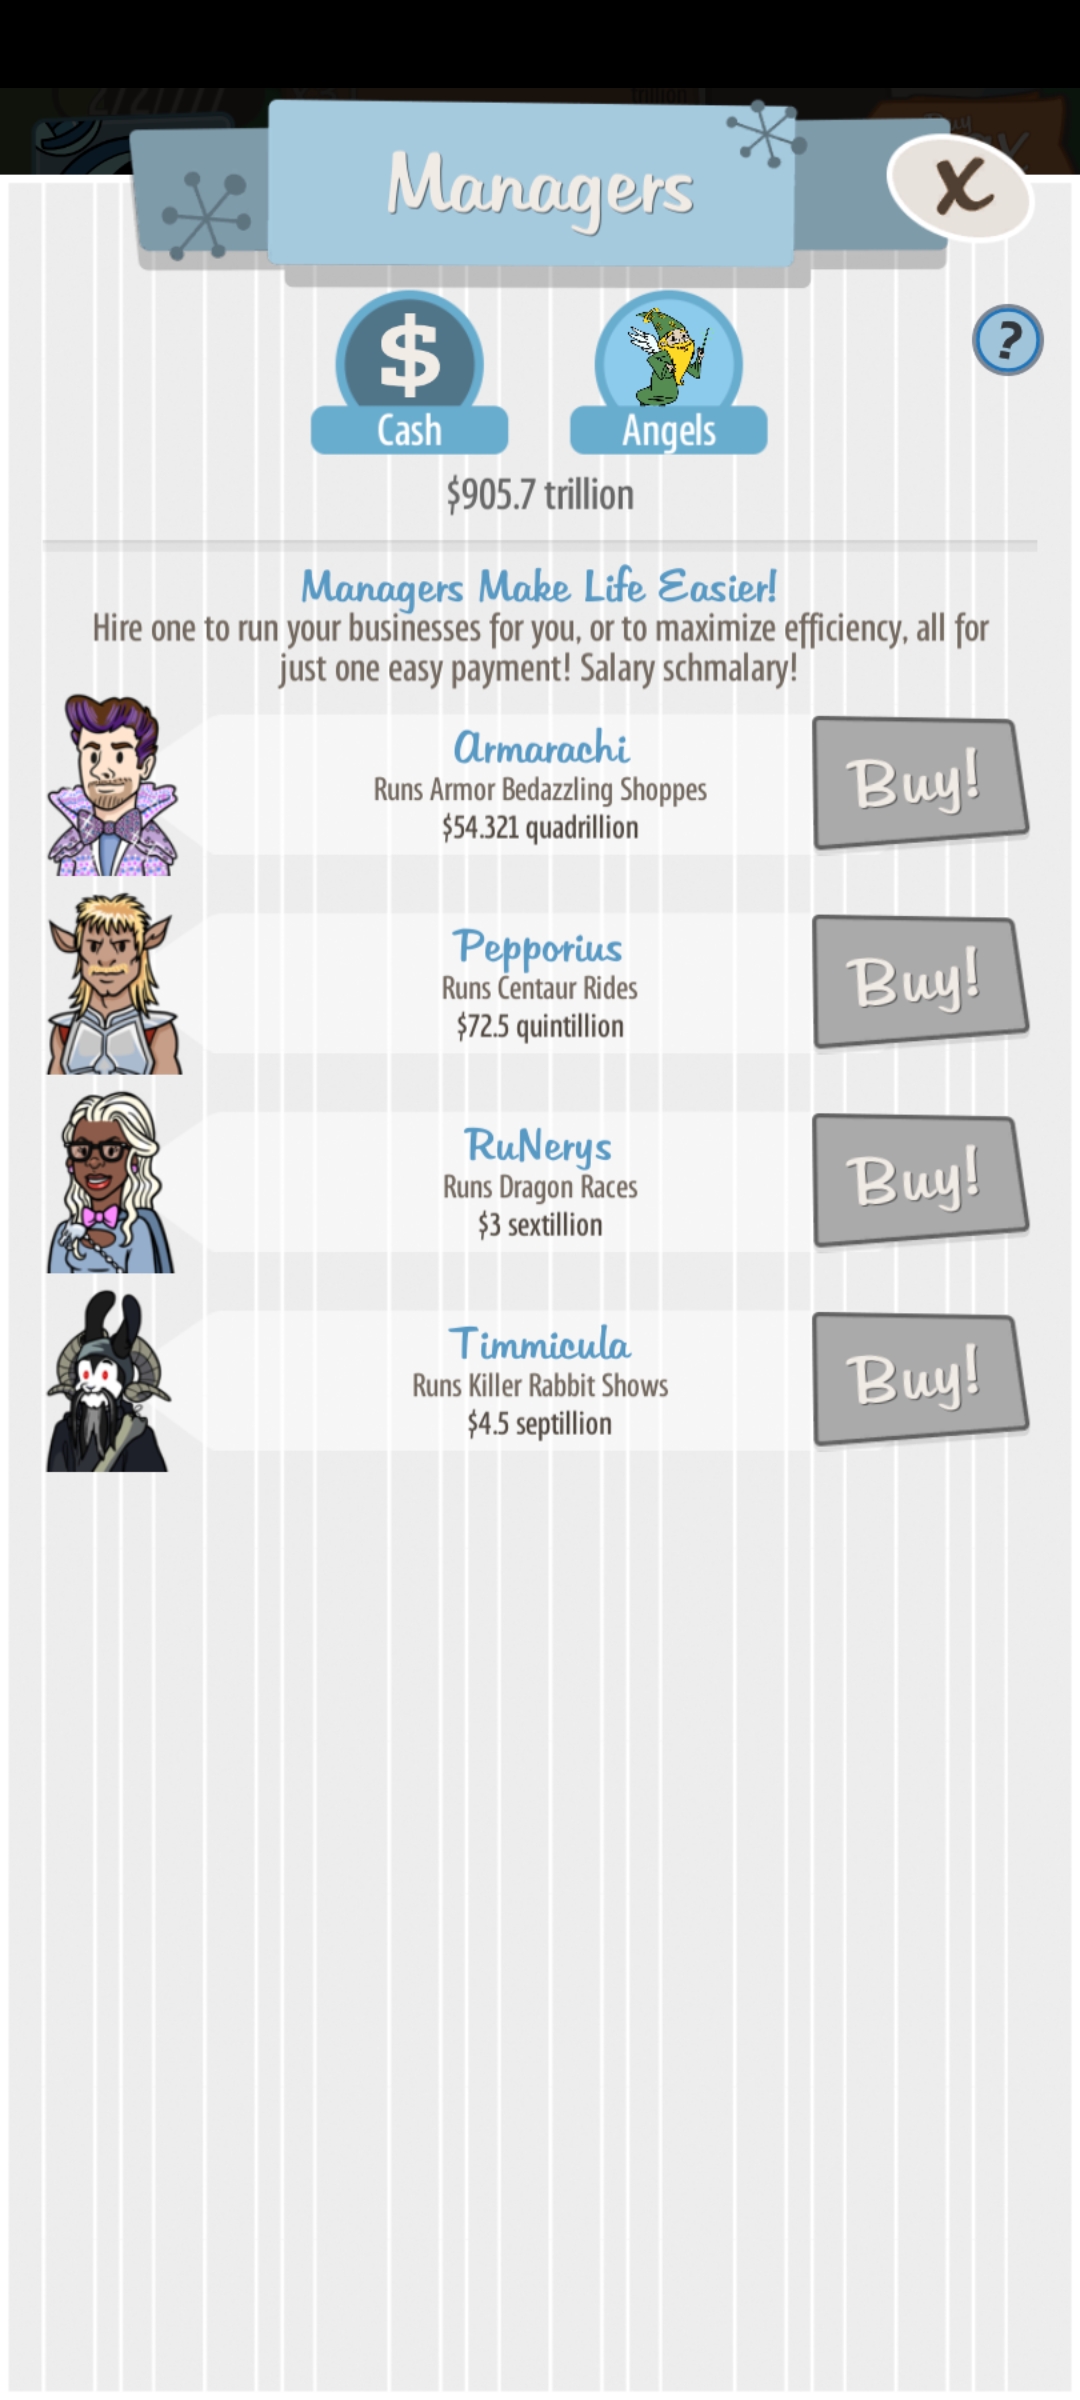 Managers
X
$
?
Cash
Angels
$905.7 trillion
Managers Make Life Easier!
Hire one to run your businesses for you, or to maximize efficiency, all for
just one easy payment! Salary schmalary!
Armarachi
Runs Armor Bedazzling Shoppes
$54.321 quadrillion
Buy!
Pepporius
Runs Centaur Rides
$72.5 quintillion
Buy!
RuNerys
Runs Dragon Races
$3 sextillion
Buy!
Timmicula
Runs Killer Rabbit Shows
$4.5 septillion
Buy!